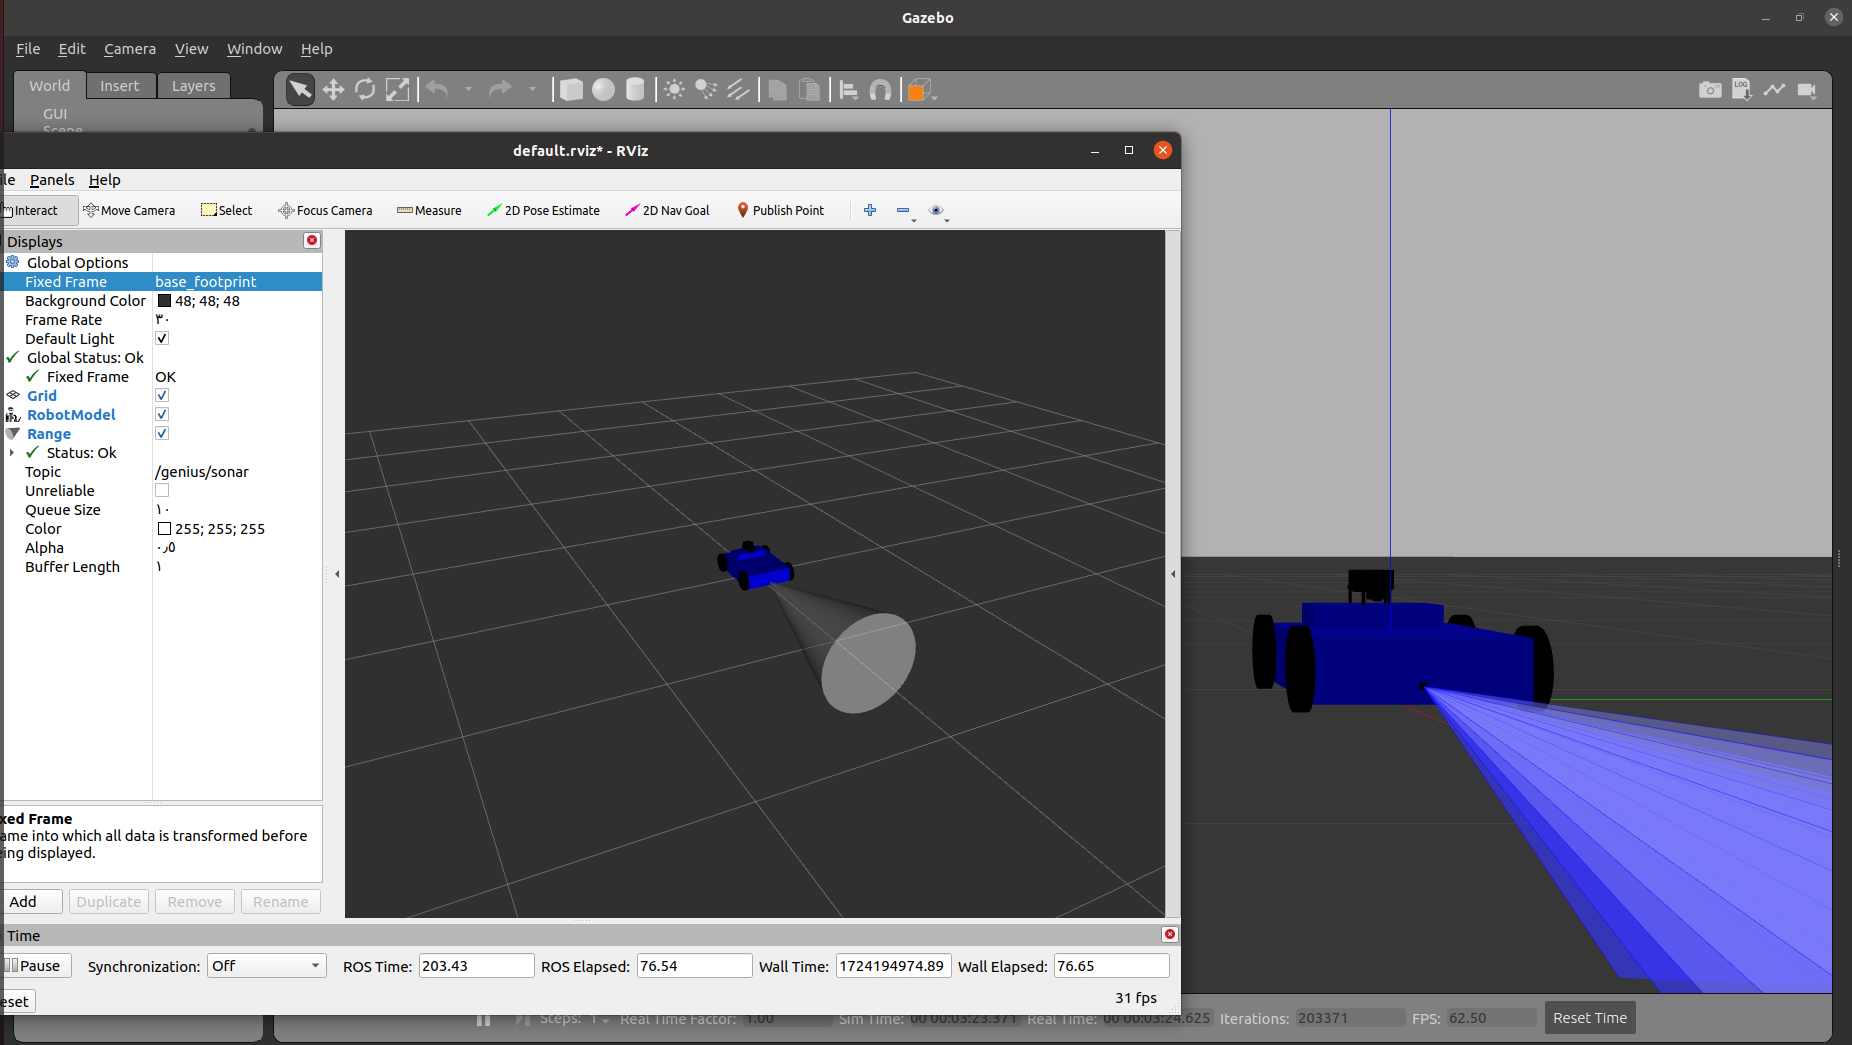 Gazebo
File Edit Camera View Window Help
World Insert Layers
GUI
Scene
LOG
default.rviz* - RViz
ile Panels Help
Interact Move Camera Select Focus Camera Measure 2D Pose Estimate 2D Nav Goal Publish Point
Displays
Global Options
Fixed Frame base_footprint
Background Color 48; 48; 48
Frame Rate ٣٠
Default Light
Global Status: Ok
Fixed Frame OK
Grid
RobotModel
Range
Status: Ok
Topic /genius/sonar
Unreliable
Queue Size ١٠
Color 255; 255; 255
Alpha ٠٫٥
Buffer Length ١
xed Frame
ame into which all data is transformed before
ing displayed.
Add Duplicate Remove Rename
Time
Pause Synchronization: Off ROS Time: 203.43 ROS Elapsed: 76.54 Wall Time: 1724194974.89 Wall Elapsed: 76.65
eset
31 fps
Steps: 1 Real Time Factor: 1.00 Sim Time: 00 00:03:23.371 Real Time: 00 00:03:24.625 Iterations: 203371 FPS: 62.50 Reset Time